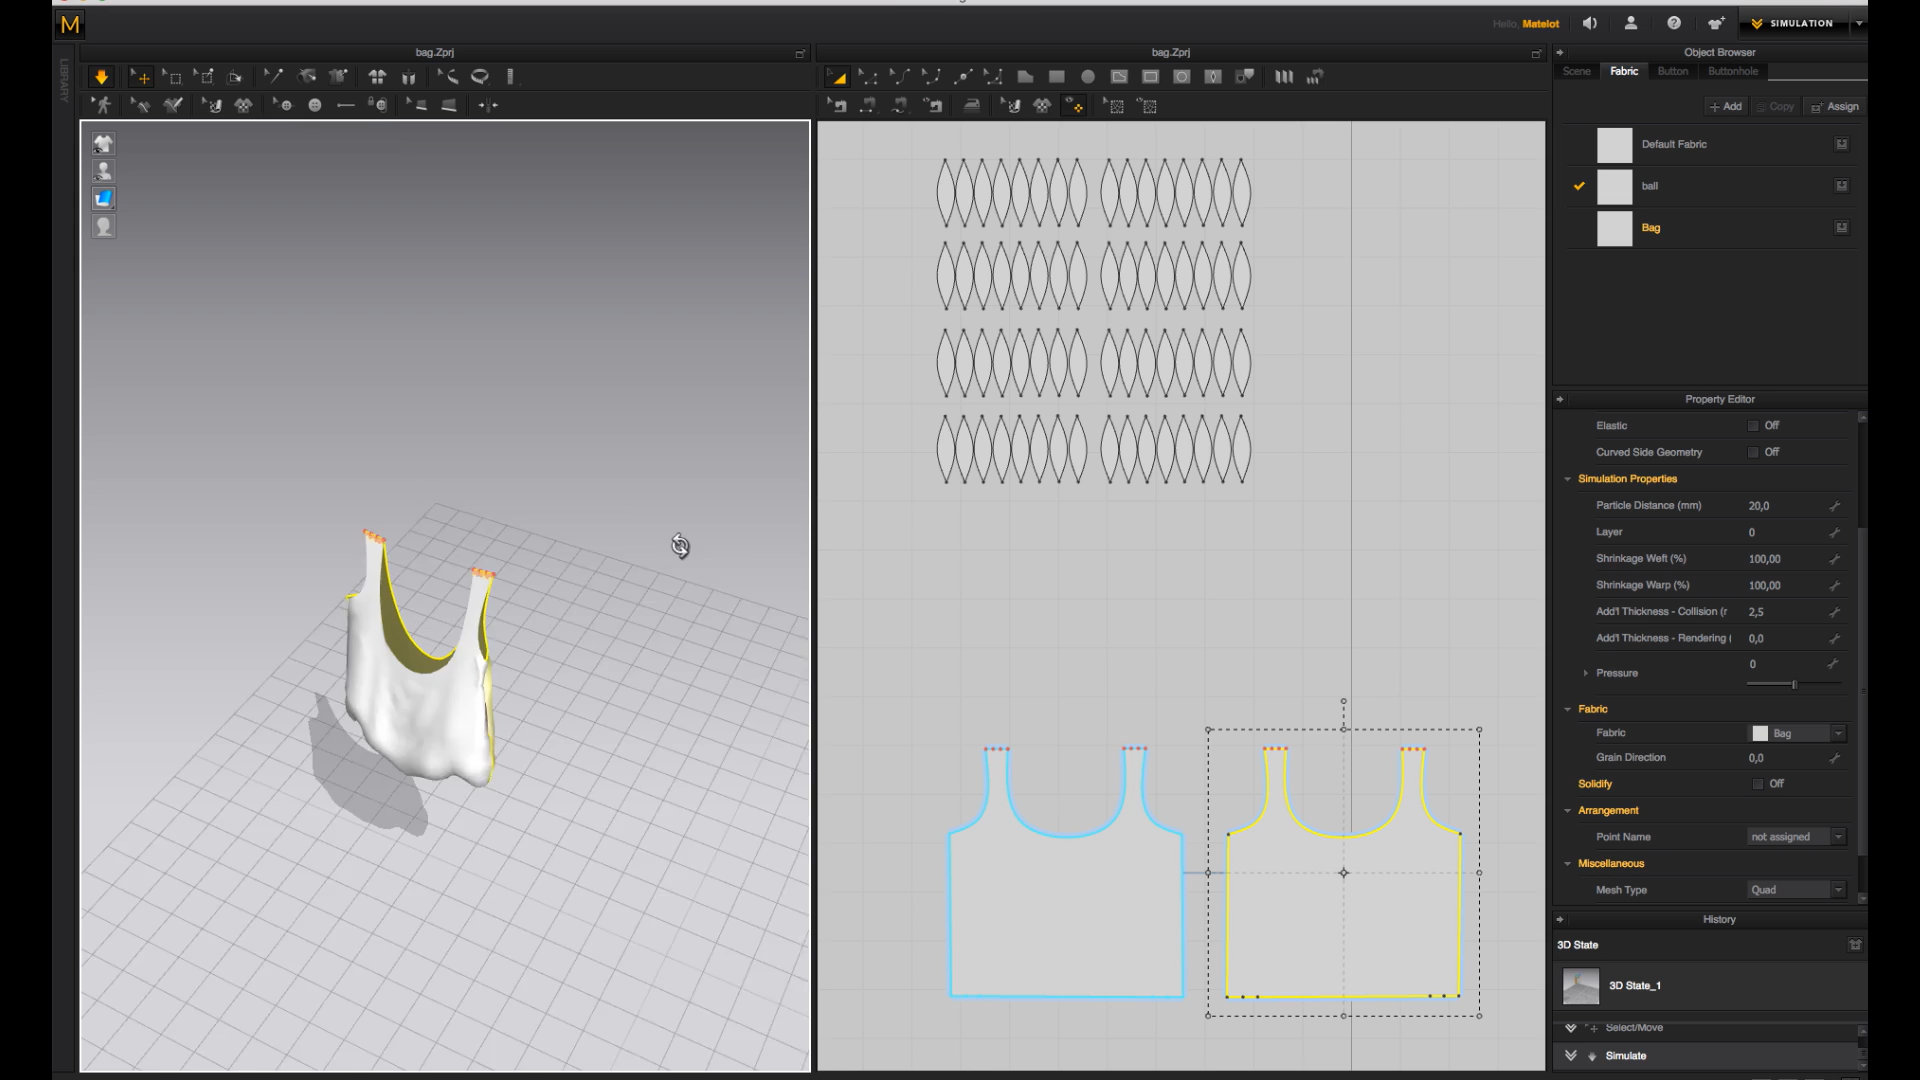 M
Hello, Matelot
SIMULATION
LIBRARY
bag.Zprj
bag.Zprj
Object Browser
Scene
Fabric
Button
Buttonhole
Add
Copy
Assign
Default Fabric
ball
Bag
Property Editor
Elastic
Off
Curved Side Geometry
Off
Simulation Properties
Particle Distance (mm)
20,0
Layer
0
Shrinkage Weft (%)
100,00
Shrinkage Warp (%)
100,00
Add'l Thickness - Collision (r
2,5
Add'l Thickness - Rendering (
0,0
Pressure
0
Fabric
Fabric
Bag
Grain Direction
0,0
Solidify
Off
Arrangement
Point Name
not assigned
Miscellaneous
Mesh Type
Quad
History
3D State
3D State_1
Select/Move
Simulate